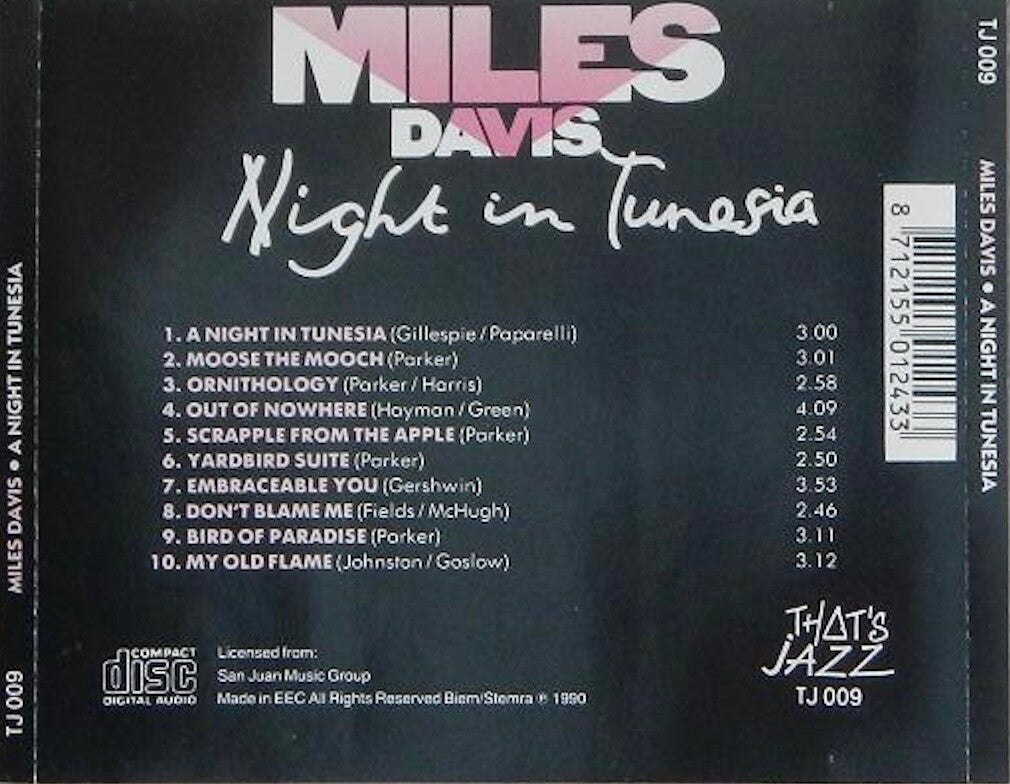 MILES
DAVIS
Night in Tunesia
1. A NIGHT IN TUNESIA (Gillespie / Paparelli) 3.00
2. MOOSE THE MOOCH (Parker) 3.01
3. ORNITHOLOGY (Parker / Harris) 2.58
4. OUT OF NOWHERE (Hayman / Green) 4.09
5. SCRAPPLE FROM THE APPLE (Parker) 2.54
6. YARDBIRD SUITE (Parker) 2.50
7. EMBRACEABLE YOU (Gershwin) 3.53
8. DON'T BLAME ME (Fields / McHugh) 2.46
9. BIRD OF PARADISE (Parker) 3.11
10. MY OLD FLAME (Johnston / Goslow) 3.12
COMPACT
disc
DIGITAL AUDIO
Licensed from:
San Juan Music Group
Made in EEC All Rights Reserved Biem/Stemra ℗ 1990
THAT'S
JAZZ
TJ 009
8 712155 012433
MILES DAVIS • A NIGHT IN TUNESIA
TJ 009
TJ 009
MILES DAVIS • A NIGHT IN TUNESIA